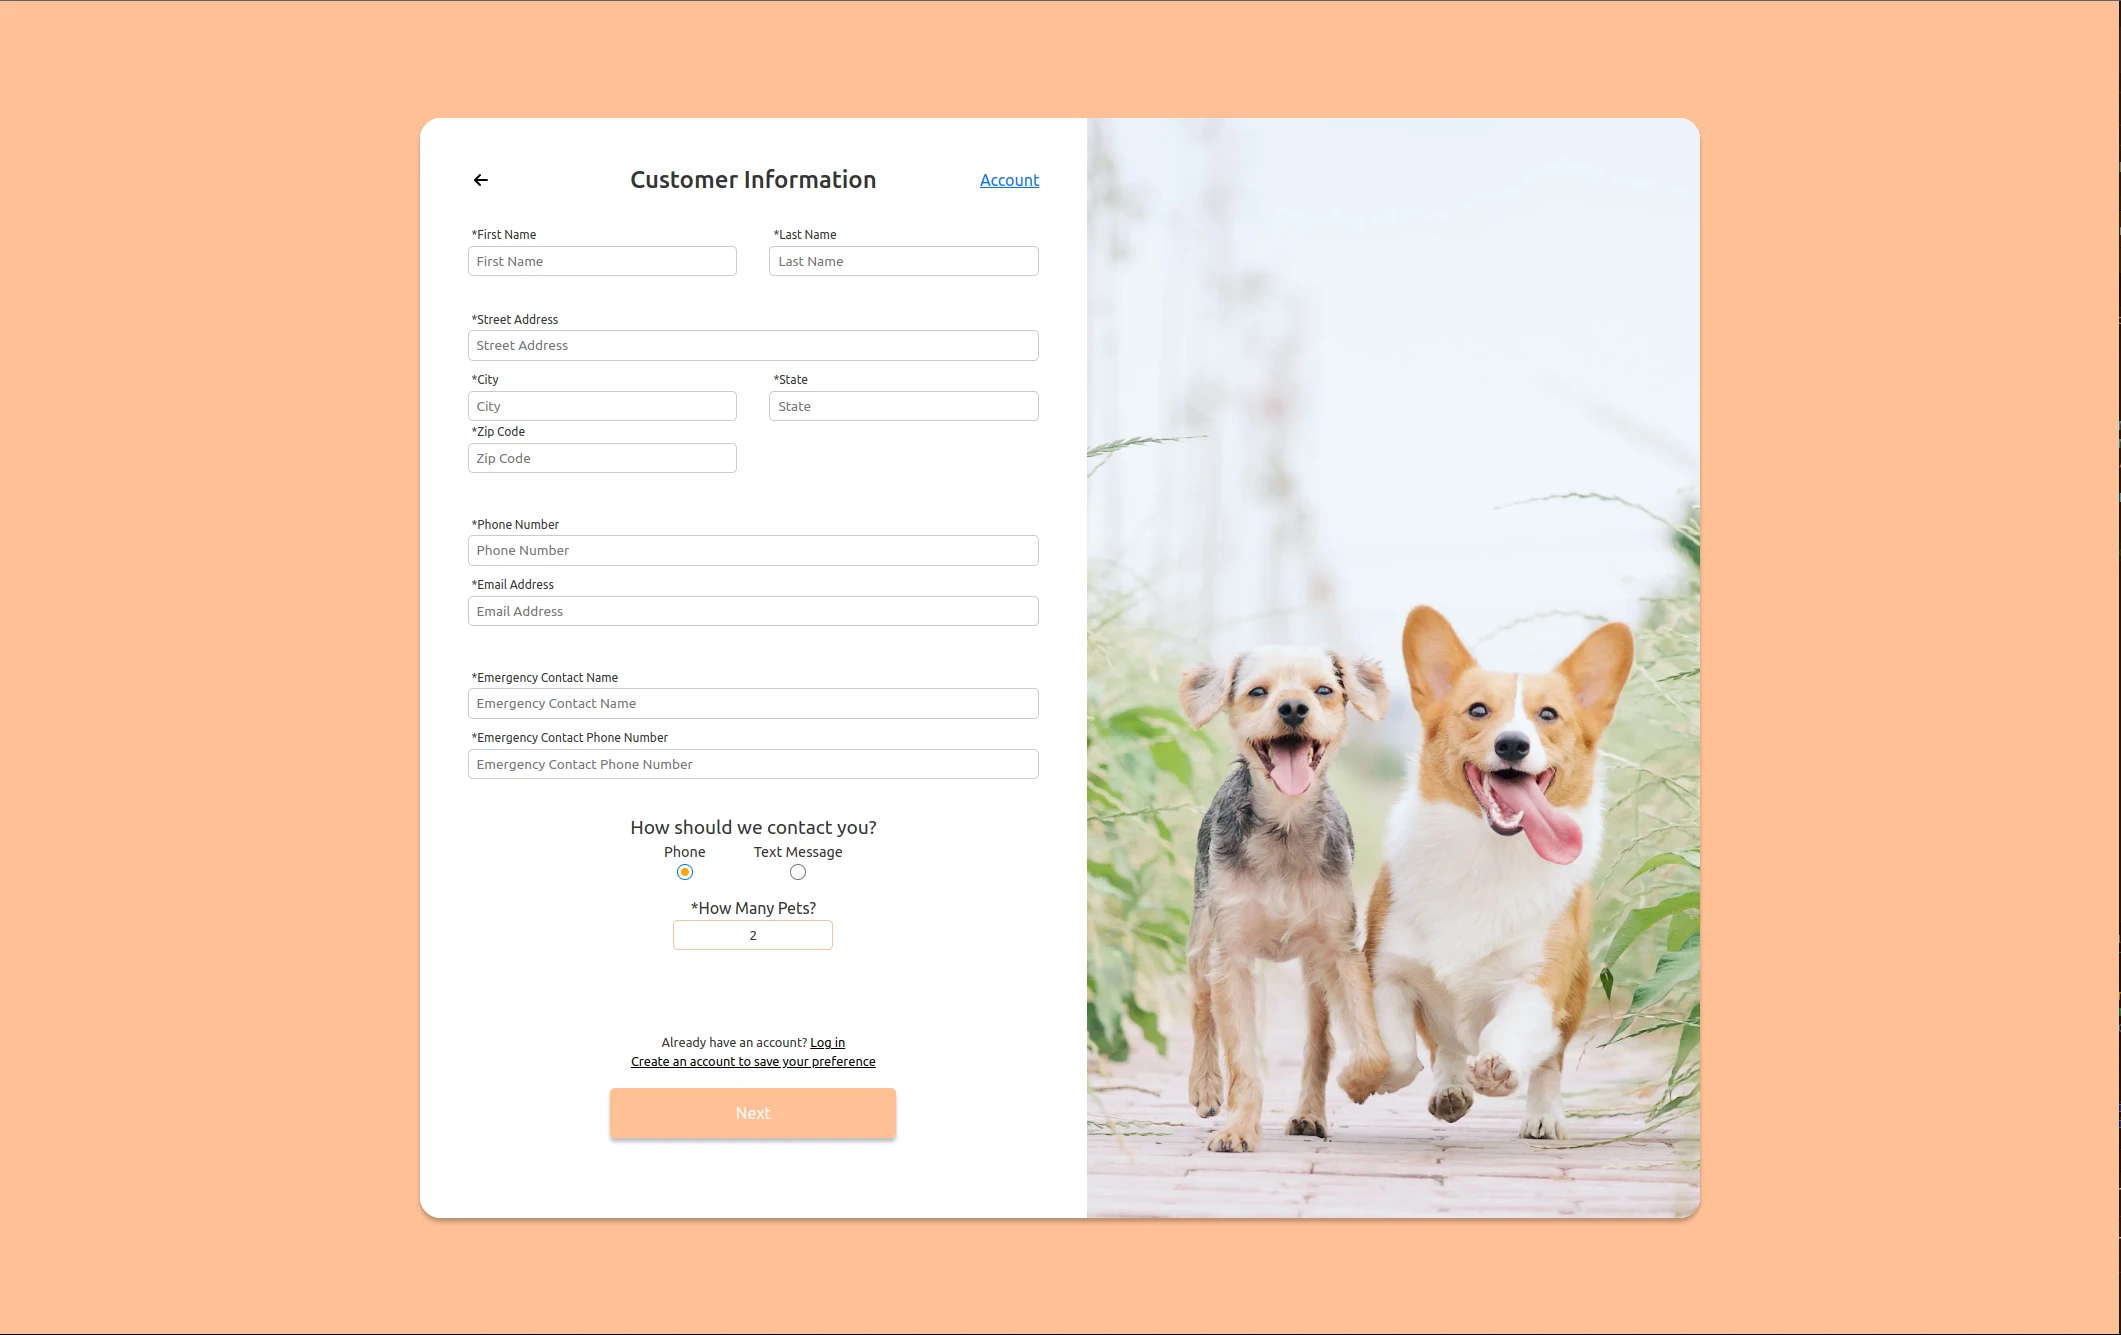 Customer Information
Account
*First Name
*Last Name
First Name
Last Name
*Street Address
Street Address
*City
*State
City
State
*Zip Code
Zip Code
*Phone Number
Phone Number
*Email Address
Email Address
*Emergency Contact Name
Emergency Contact Name
*Emergency Contact Phone Number
Emergency Contact Phone Number
How should we contact you?
Phone
Text Message
*How Many Pets?
2
Already have an account? Log in
Create an account to save your preference
Next